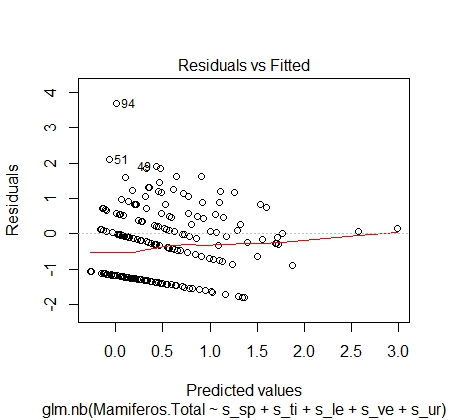 Residuals vs Fitted
Residuals
4
3
2
1
0
-1
-2
94
51
49
0.0 0.5 1.0 1.5 2.0 2.5 3.0
Predicted values
glm.nb(Mamiferos.Total ~ s_sp + s_ti + s_le + s_ve + s_ur)